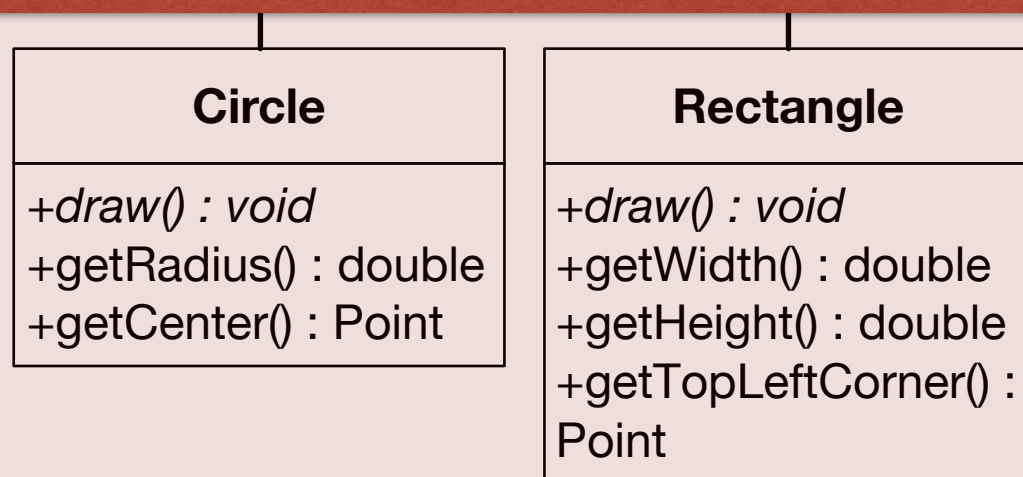 Circle
+draw() : void
+getRadius() : double
+getCenter() : Point
Rectangle
+draw() : void
+getWidth() : double
+getHeight() : double
+getTopLeftCorner() :
Point